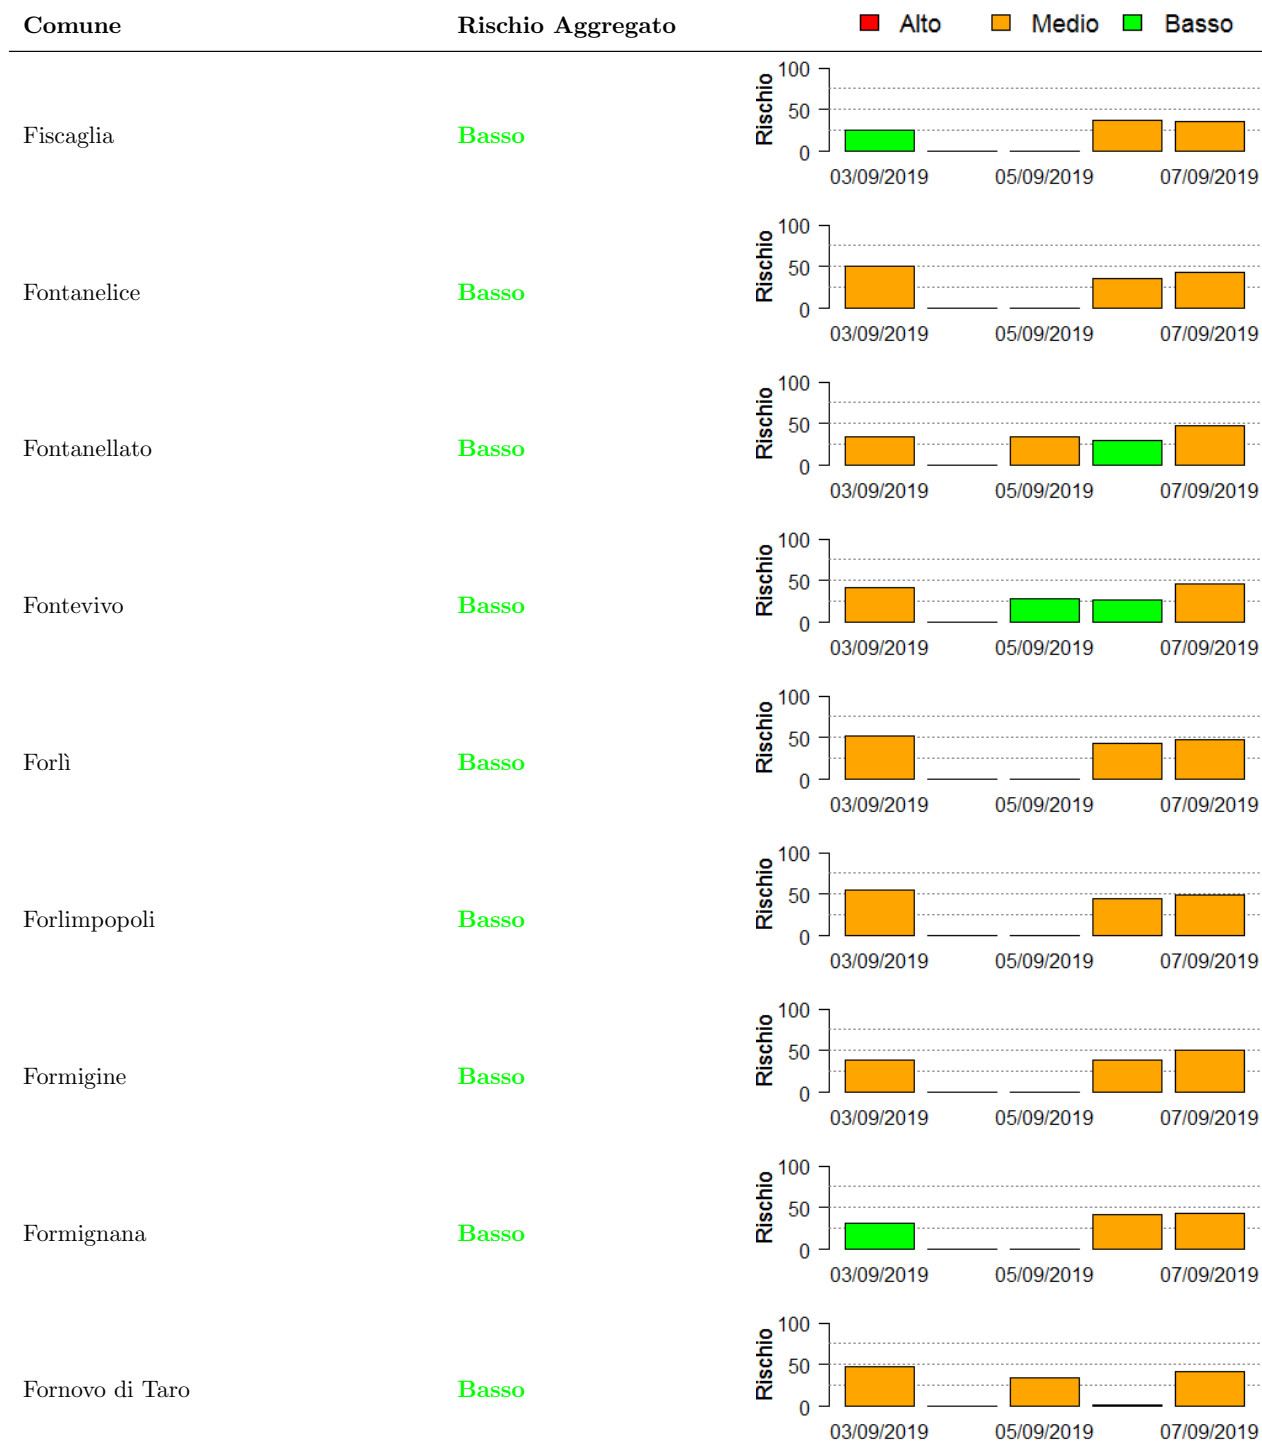 Comune Rischio Aggregato Alto Medio Basso
100
50
0
Rischio
Fiscaglia Basso
03/09/2019 05/09/2019 07/09/2019
100
50
0
Rischio
Fontanelice Basso
03/09/2019 05/09/2019 07/09/2019
100
50
0
Rischio
Fontanellato Basso
03/09/2019 05/09/2019 07/09/2019
100
50
0
Rischio
Fontevivo Basso
03/09/2019 05/09/2019 07/09/2019
100
50
0
Rischio
Forlì Basso
03/09/2019 05/09/2019 07/09/2019
100
50
0
Rischio
Forlimpopoli Basso
03/09/2019 05/09/2019 07/09/2019
100
50
0
Rischio
Formigine Basso
03/09/2019 05/09/2019 07/09/2019
100
50
0
Rischio
Formignana Basso
03/09/2019 05/09/2019 07/09/2019
100
50
0
Rischio
Fornovo di Taro Basso
03/09/2019 05/09/2019 07/09/2019